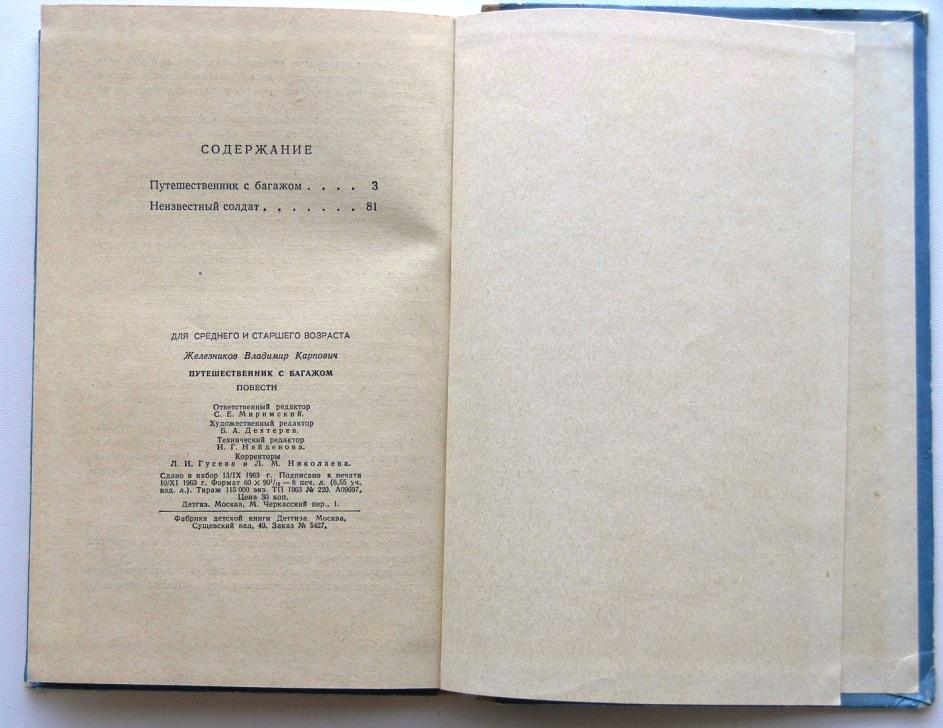 СОДЕРЖАНИЕ
Путешественник с багажом . . . . 3
Неизвестный солдат . . . . . . . 81
ДЛЯ СРЕДНЕГО И СТАРШЕГО ВОЗРАСТА
Железников Владимир Карпович
ПУТЕШЕСТВЕННИК С БАГАЖОМ
ПОВЕСТИ
Ответственный редактор
С. Е. Миримский.
Художественный редактор
Б. А. Дехтерев.
Технический редактор
И. Г. Найденова.
Корректоры
Л. И. Гусева и Л. М. Николаева.
Сдано в набор 13/IX 1963 г. Подписано к печати
10/XI 1963 г. Формат 60 × 90¹/₁₆ — 8 печ. л. (6,55 уч.
изд. л.). Тираж 115 000 экз. ТП 1963 № 220. А09697.
Цена 30 коп.
Детгиз. Москва, М. Черкасский пер., 1.
Фабрика детской книги Детгиза. Москва,
Сущевский вал, 49. Заказ № 5427.